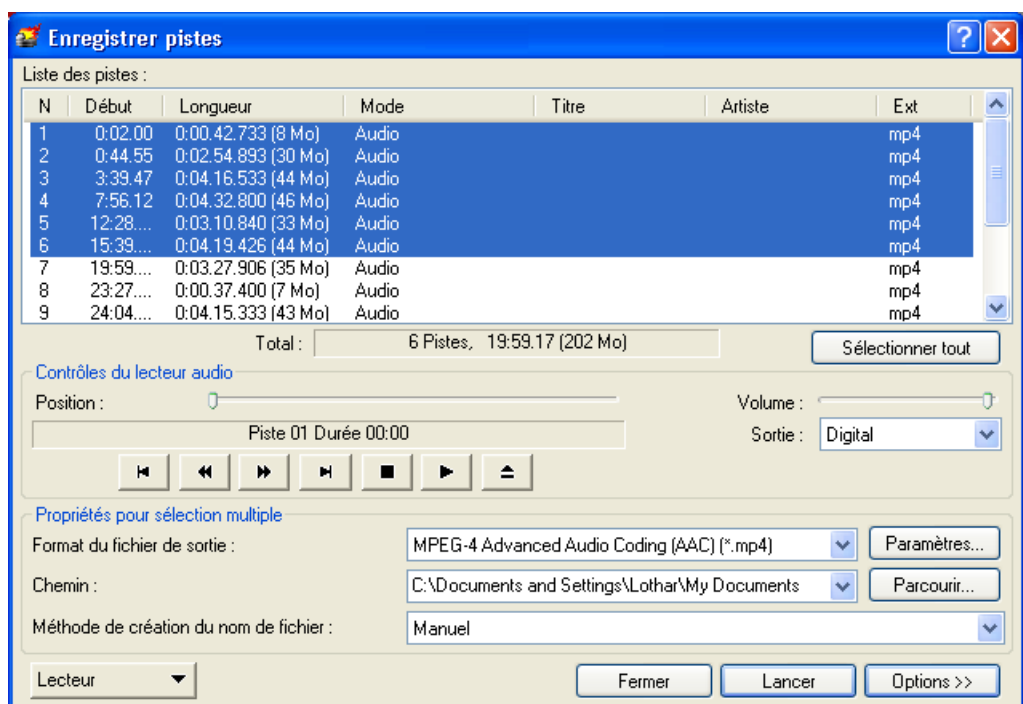 Enregistrer pistes
Liste des pistes :
N Début Longueur Mode Titre Artiste Ext
1 0:02.00 0:00.42.733 (8 Mo) Audio mp4
2 0:44.55 0:02.54.893 (30 Mo) Audio mp4
3 3:39.47 0:04.16.533 (44 Mo) Audio mp4
4 7:56.12 0:04.32.800 (46 Mo) Audio mp4
5 12:28.... 0:03.10.840 (33 Mo) Audio mp4
6 15:39.... 0:04.19.426 (44 Mo) Audio mp4
7 19:59.... 0:03.27.906 (35 Mo) Audio mp4
8 23:27.... 0:00.37.400 (7 Mo) Audio mp4
9 24:04.... 0:04.15.333 (43 Mo) Audio mp4
Total : 6 Pistes, 19:59.17 (202 Mo) Sélectionner tout
Contrôles du lecteur audio
Position : Volume :
Piste 01 Durée 00:00 Sortie : Digital
Propriétés pour sélection multiple
Format du fichier de sortie : MPEG-4 Advanced Audio Coding (AAC) (*.mp4) Paramètres...
Chemin : C:\Documents and Settings\Lothar\My Documents Parcourir...
Méthode de création du nom de fichier : Manuel
Lecteur Fermer Lancer Options >>